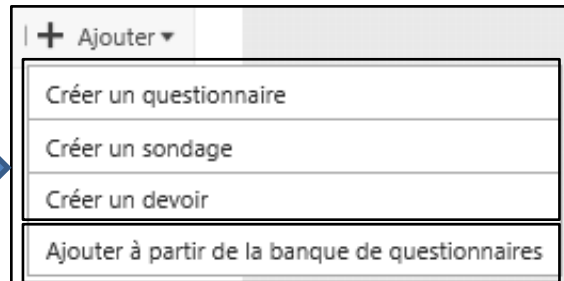 + Ajouter ▾
Créer un questionnaire
Créer un sondage
Créer un devoir
Ajouter à partir de la banque de questionnaires